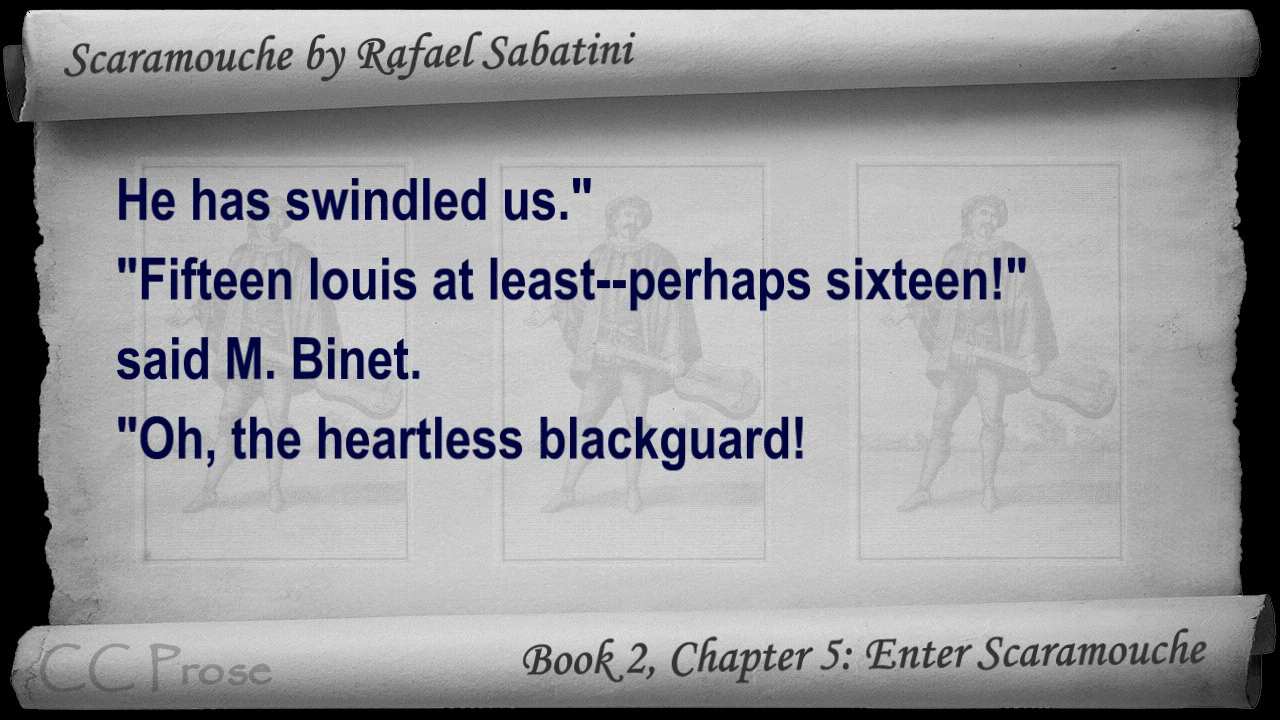 Scaramouche by Rafael Sabatini
He has swindled us."
"Fifteen louis at least--perhaps sixteen!"
said M. Binet.
"Oh, the heartless blackguard!
CC Prose
Book 2, Chapter 5: Enter Scaramouche